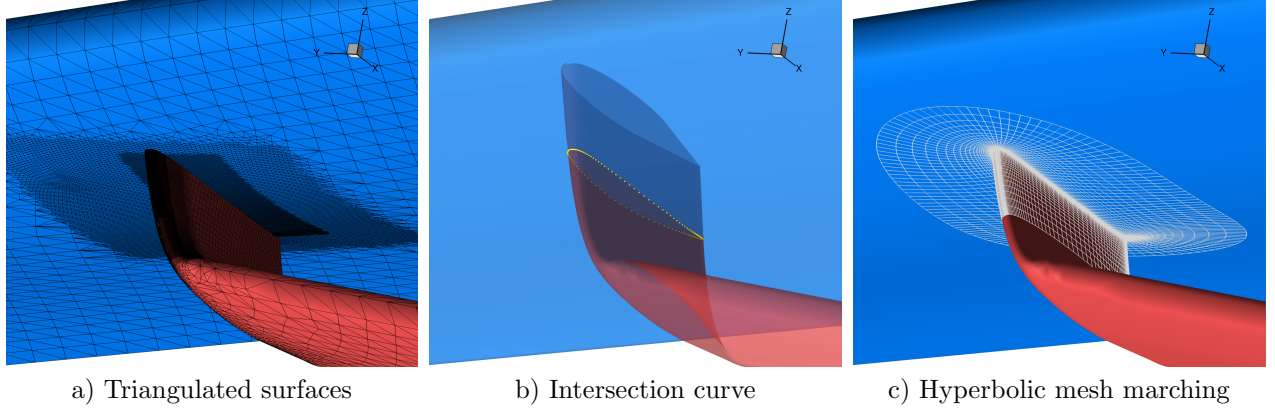 Z
Y
X
Z
Y
X
Z
Y
X
a) Triangulated surfaces
b) Intersection curve
c) Hyperbolic mesh marching